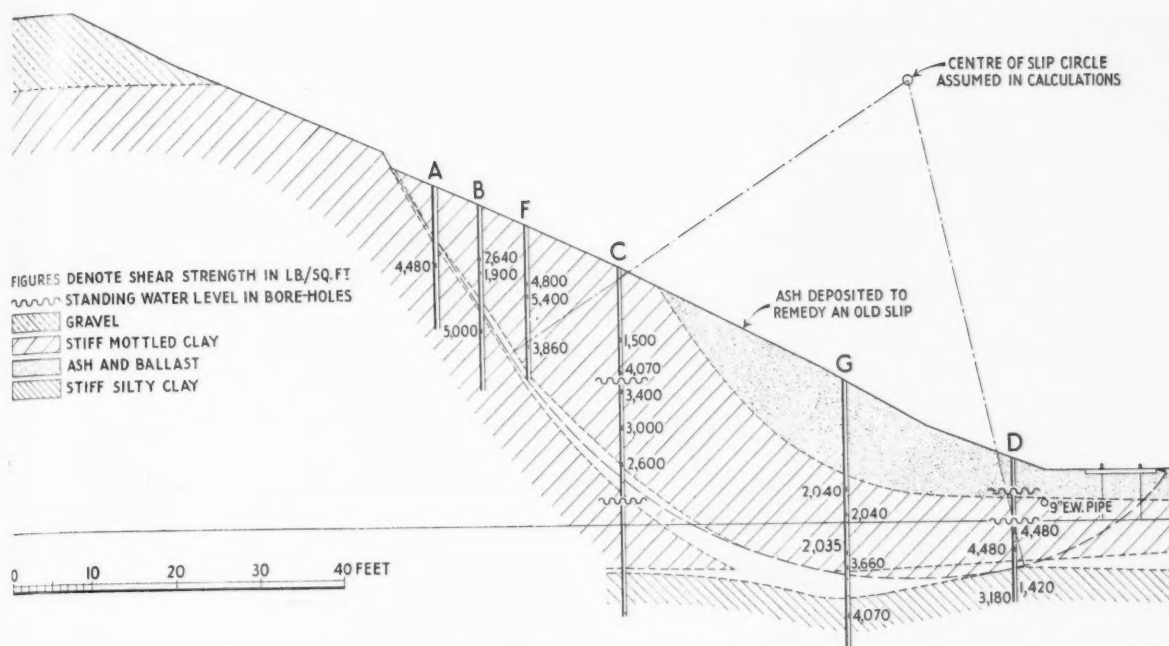 CENTRE OF SLIP CIRCLE
ASSUMED IN CALCULATIONS
A
B
F
C
FIGURES DENOTE SHEAR STRENGTH IN LB/SQ.FT
STANDING WATER LEVEL IN BORE-HOLES
GRAVEL
STIFF MOTTLED CLAY
ASH AND BALLAST
STIFF SILTY CLAY
4,480
5,000
2,640
1,900
4,800
5,400
3,860
1,500
4,070
3,400
3,000
2,600
ASH DEPOSITED TO
REMEDY AN OLD SLIP
G
D
2,040
2,040
2,035
3,660
4,070
9"E.W. PIPE
4,480
4,480
3,180
1,420
0 10 20 30 40 FEET